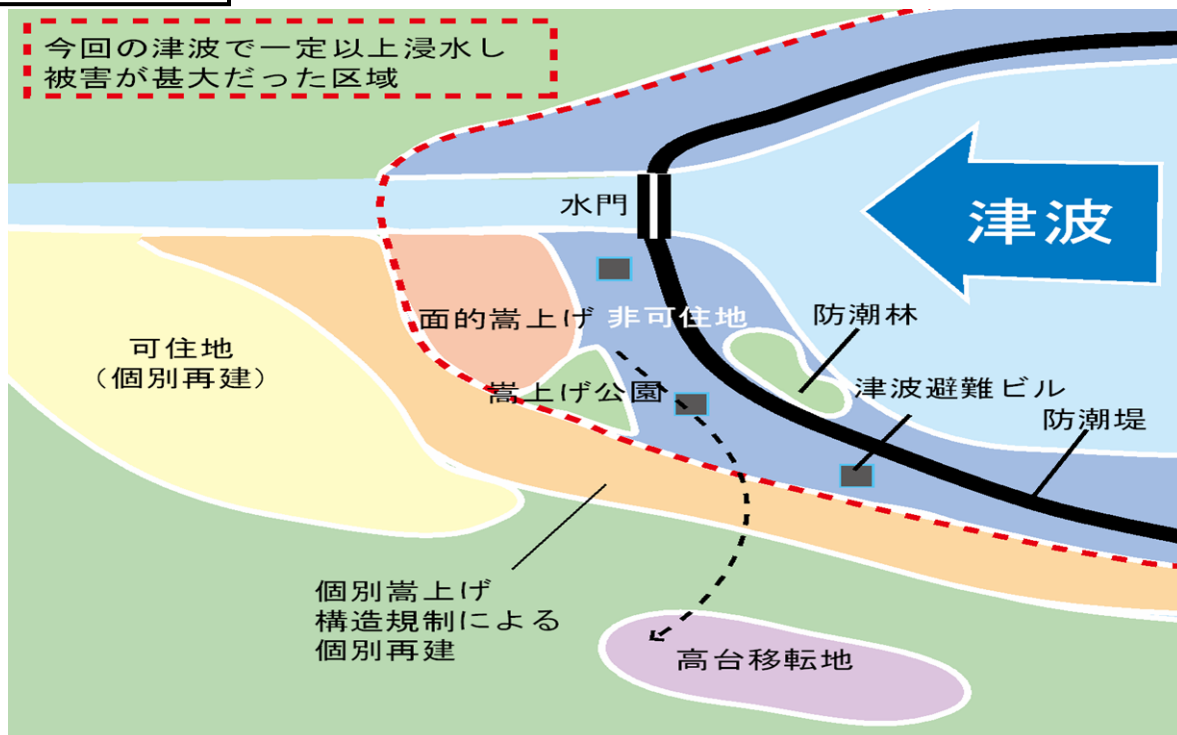 今回の津波で一定以上浸水し
被害が甚大だった区域
水門
津波
面的嵩上げ
非可住地
防潮林
可住地
（個別再建）
嵩上げ公園
津波避難ビル
防潮堤
個別嵩上げ
構造規制による
個別再建
高台移転地